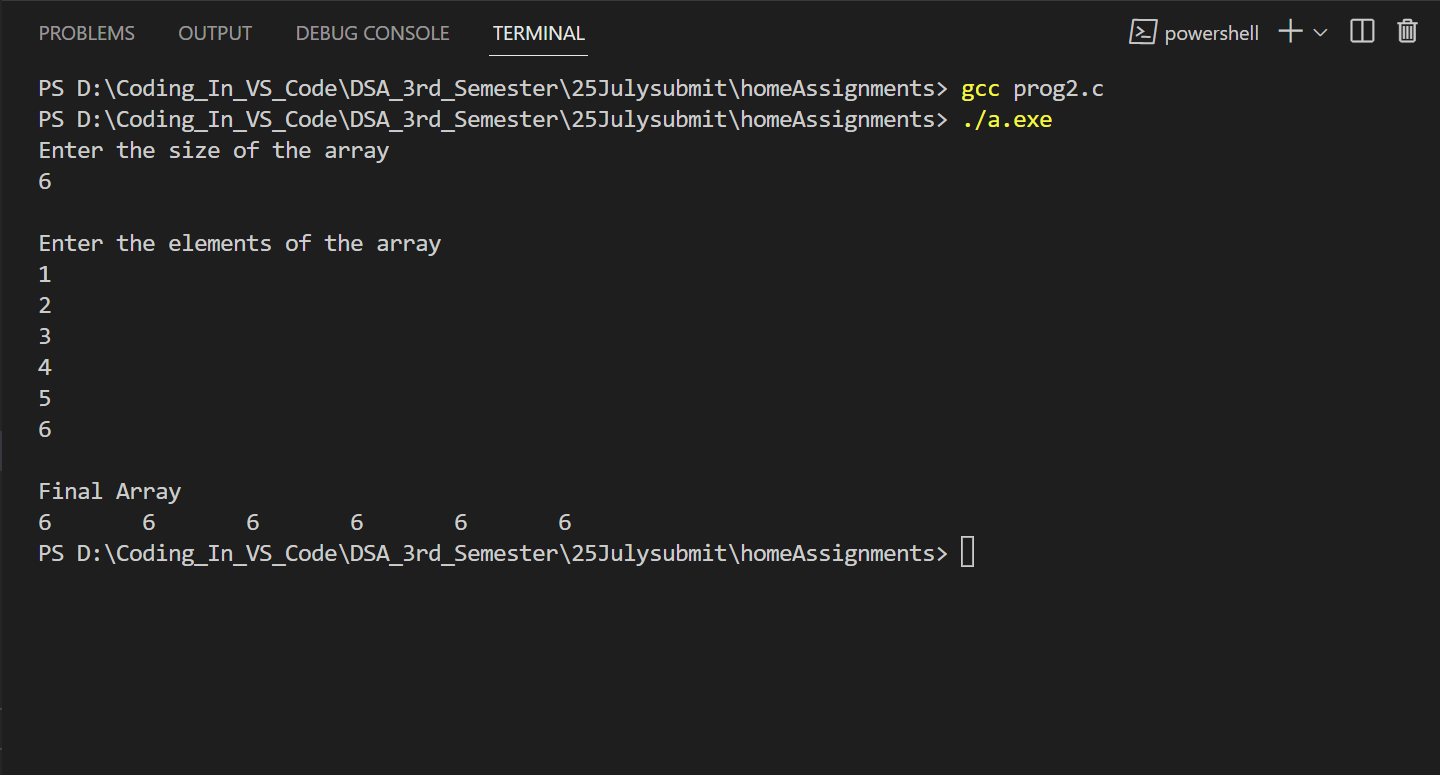 PROBLEMS OUTPUT DEBUG CONSOLE TERMINAL powershell
PS D:\Coding_In_VS_Code\DSA_3rd_Semester\25Julysubmit\homeAssignments> gcc prog2.c
PS D:\Coding_In_VS_Code\DSA_3rd_Semester\25Julysubmit\homeAssignments> ./a.exe
Enter the size of the array
6
Enter the elements of the array
1
2
3
4
5
6
Final Array
6 6 6 6 6 6
PS D:\Coding_In_VS_Code\DSA_3rd_Semester\25Julysubmit\homeAssignments>